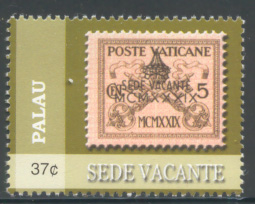 PALAU
37¢
POSTE VATICANE
SEDE VACANTE
MCMXXXIX
5
MCMXXIX
SEDE VACANTE